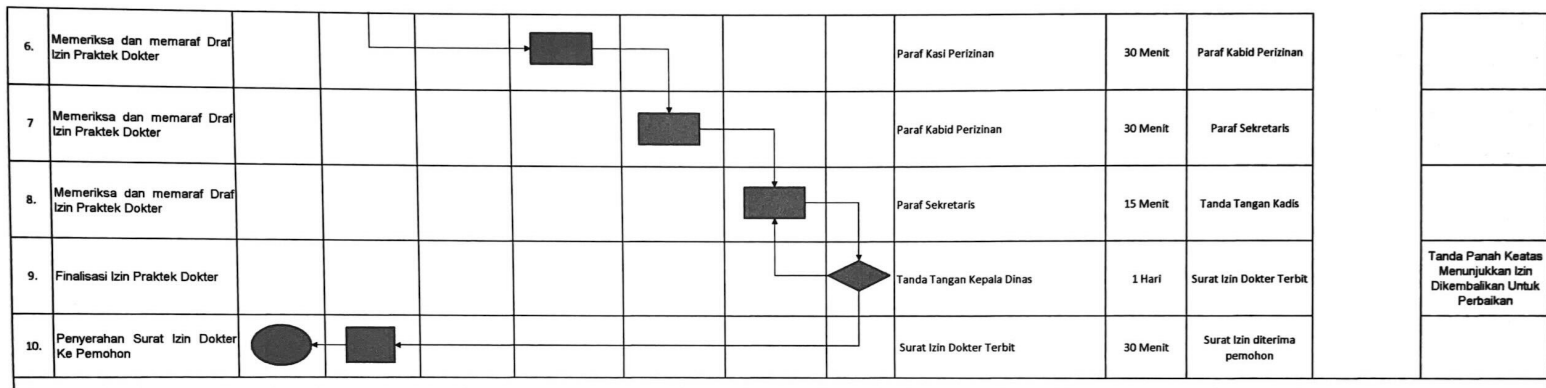 6.
Memeriksa dan memaraf Draf
Izin Praktek Dokter
Paraf Kasi Perizinan
30 Menit
Paraf Kabid Perizinan
7
Memeriksa dan memaraf Draf
Izin Praktek Dokter
Paraf Kabid Perizinan
30 Menit
Paraf Sekretaris
8.
Memeriksa dan memaraf Draf
Izin Praktek Dokter
Paraf Sekretaris
15 Menit
Tanda Tangan Kadis
9.
Finalisasi Izin Praktek Dokter
Tanda Tangan Kepala Dinas
1 Hari
Surat Izin Dokter Terbit
Tanda Panah Keatas
Menunjukkan Izin
Dikembalikan Untuk
Perbaikan
10.
Penyerahan Surat Izin Dokter
Ke Pemohon
Surat Izin Dokter Terbit
30 Menit
Surat Izin diterima
pemohon